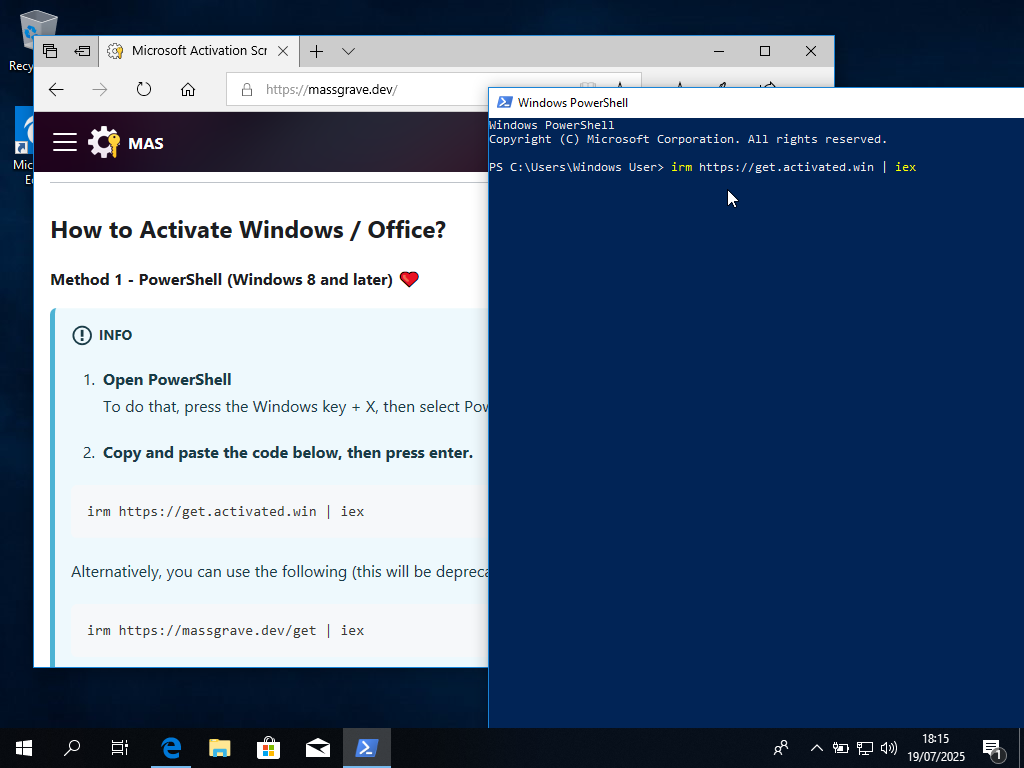 Recy
Mic
Microsoft Activation Scr
https://massgrave.dev/
MAS
How to Activate Windows / Office?
Method 1 - PowerShell (Windows 8 and later)
INFO
1. Open PowerShell
To do that, press the Windows key + X, then select Pow
2. Copy and paste the code below, then press enter.
irm https://get.activated.win | iex
Alternatively, you can use the following (this will be depreca
irm https://massgrave.dev/get | iex
Windows PowerShell
Windows PowerShell
Copyright (C) Microsoft Corporation. All rights reserved.
PS C:\Users\Windows User> irm https://get.activated.win | iex
18:15
19/07/2025
1